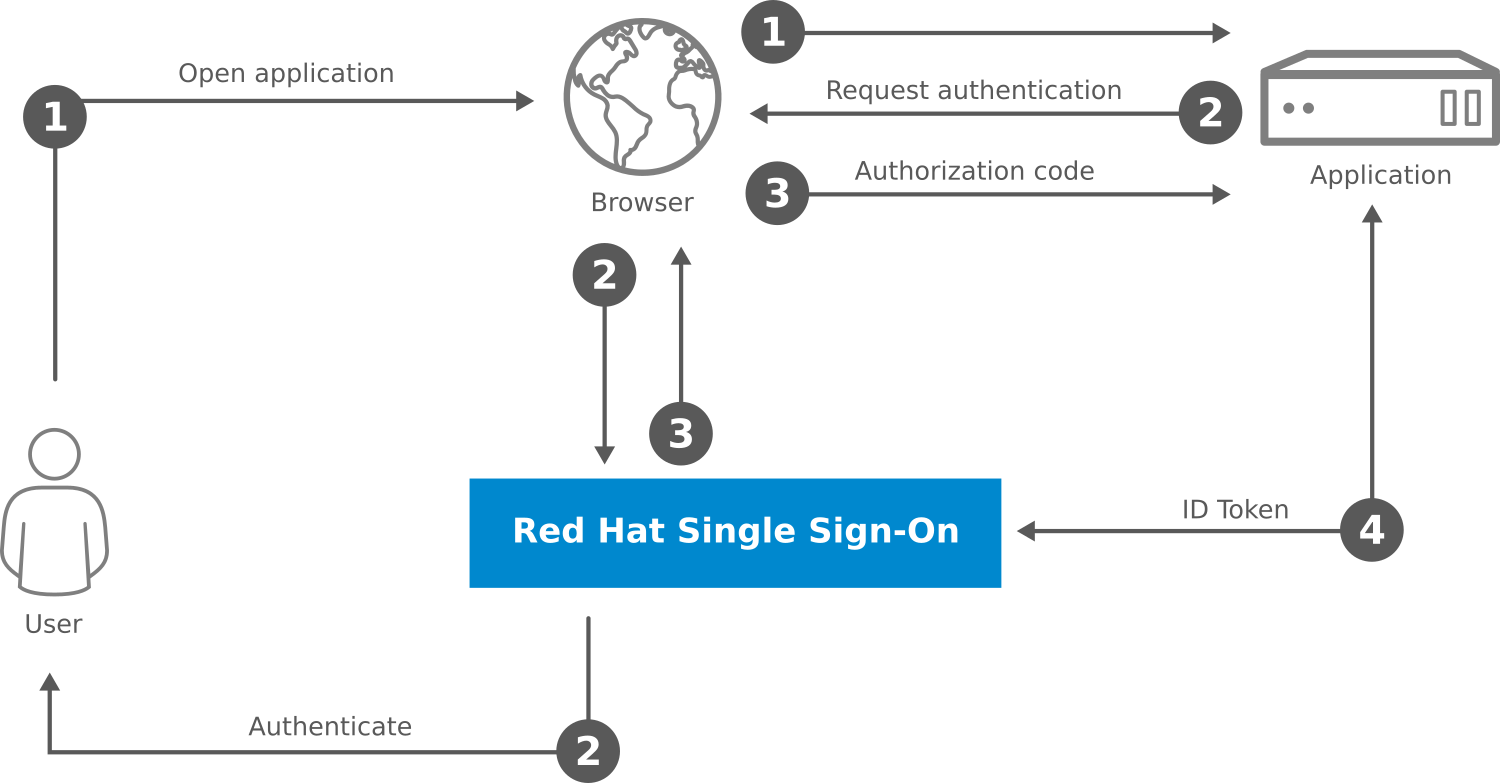 1
Open application
1
Request authentication
2
3
Authorization code
Browser
Application
2
3
Red Hat Single Sign-On
ID Token
4
User
Authenticate
2